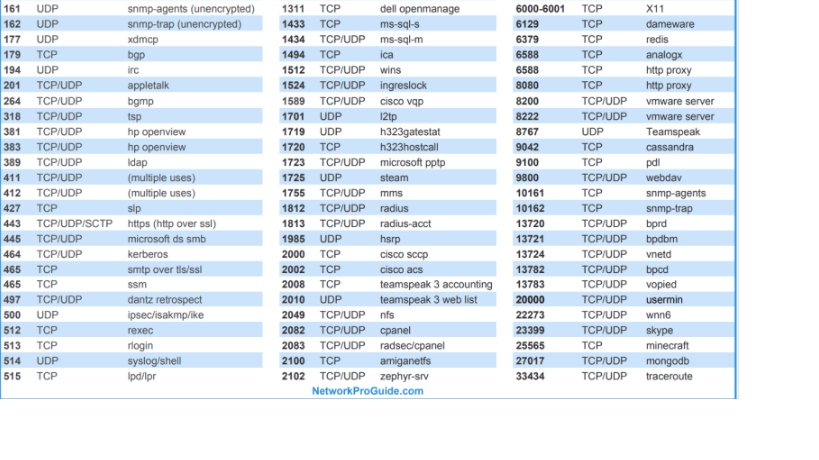 161 UDP snmp-agents (unencrypted) 1311 TCP dell openmanage 6000-6001 TCP X11
162 UDP snmp-trap (unencrypted) 1433 TCP ms-sql-s 6129 TCP dameware
177 UDP xdmcp 1434 TCP/UDP ms-sql-m 6379 TCP redis
179 TCP bgp 1494 TCP ica 6588 TCP analogx
194 UDP irc 1512 TCP/UDP wins 6588 TCP http proxy
201 TCP/UDP appletalk 1524 TCP/UDP ingreslock 8080 TCP http proxy
264 TCP/UDP bgmp 1589 TCP/UDP cisco vqp 8200 TCP/UDP vmware server
318 TCP/UDP tsp 1701 UDP l2tp 8222 TCP/UDP vmware server
381 TCP/UDP hp openview 1719 UDP h323gatestat 8767 UDP Teamspeak
383 TCP/UDP hp openview 1720 TCP h323hostcall 9042 TCP cassandra
389 TCP/UDP ldap 1723 TCP/UDP microsoft pptp 9100 TCP pdl
411 TCP/UDP (multiple uses) 1725 UDP steam 9800 TCP/UDP webdav
412 TCP/UDP (multiple uses) 1755 TCP/UDP mms 10161 TCP snmp-agents
427 TCP slp 1812 TCP/UDP radius 10162 TCP snmp-trap
443 TCP/UDP/SCTP https (http over ssl) 1813 TCP/UDP radius-acct 13720 TCP/UDP bprd
445 TCP/UDP microsoft ds smb 1985 UDP hsrp 13721 TCP/UDP bpdbm
464 TCP/UDP kerberos 2000 TCP cisco sccp 13724 TCP/UDP vnetd
465 TCP smtp over tls/ssl 2002 TCP cisco acs 13782 TCP/UDP bpcd
465 TCP ssm 2008 TCP teamspeak 3 accounting 13783 TCP/UDP vopied
497 TCP/UDP dantz retrospect 2010 UDP teamspeak 3 web list 20000 TCP/UDP usermin
500 UDP ipsec/isakmp/ike 2049 TCP/UDP nfs 22273 TCP/UDP wnn6
512 TCP rexec 2082 TCP/UDP cpanel 23399 TCP/UDP skype
513 TCP rlogin 2083 TCP/UDP radsec/cpanel 25565 TCP minecraft
514 UDP syslog/shell 2100 TCP amiganetfs 27017 TCP/UDP mongodb
515 TCP lpd/lpr 2102 TCP/UDP zephyr-srv 33434 TCP/UDP traceroute
NetworkProGuide.com